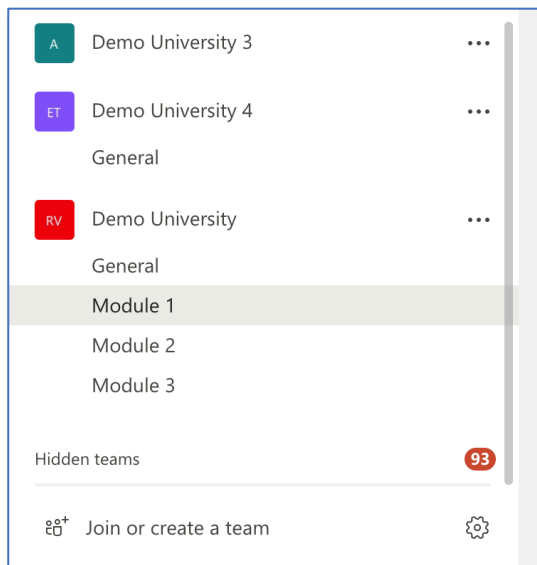 A Demo University 3 •••
ET Demo University 4 •••
General
RV Demo University •••
General
Module 1
Module 2
Module 3
Hidden teams 93
Join or create a team